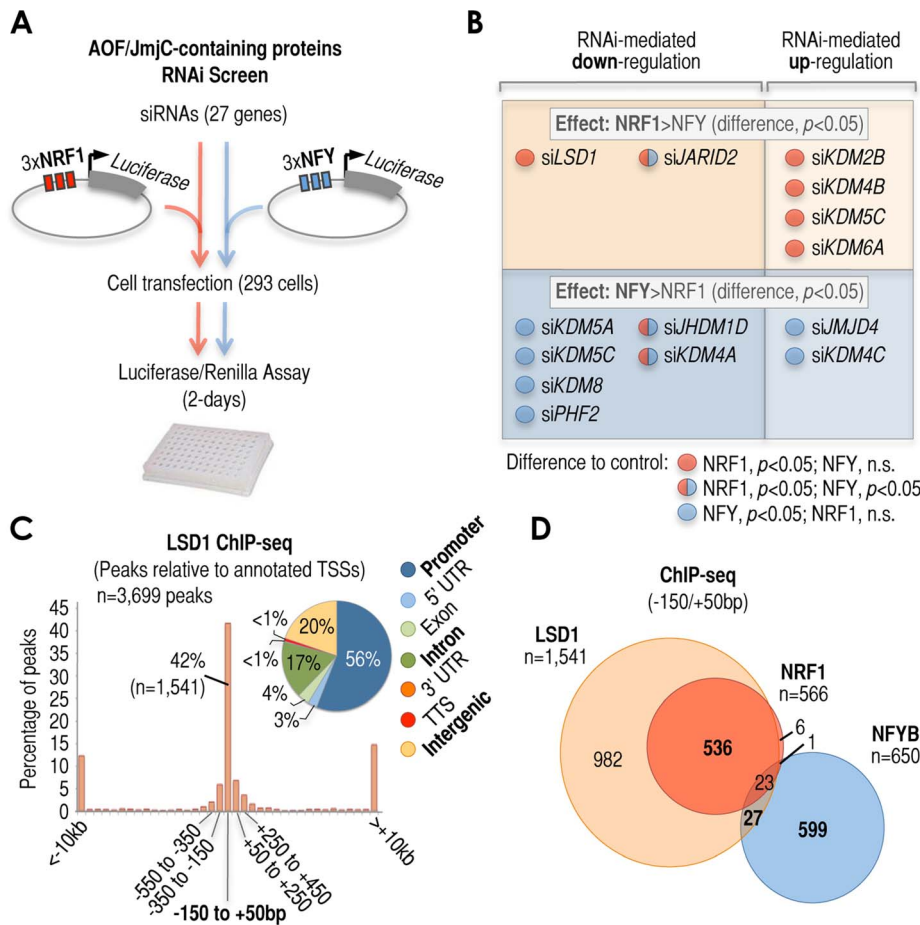 A
AOF/JmjC-containing proteins
RNAi Screen
siRNAs (27 genes)
3xNRF1
Luciferase
3xNFY
Luciferase
Cell transfection (293 cells)
Luciferase/Renilla Assay
(2-days)
B
RNAi-mediated
down-regulation
RNAi-mediated
up-regulation
Effect: NRF1>NFY (difference, p<0.05)
siLSD1
siJARID2
siKDM2B
siKDM4B
siKDM5C
siKDM6A
Effect: NFY>NRF1 (difference, p<0.05)
siKDM5A
siJHDM1D
siJMJD4
siKDM5C
siKDM4A
siKDM4C
siKDM8
siPHF2
Difference to control:
NRF1, p<0.05; NFY, n.s.
NRF1, p<0.05; NFY, p<0.05
NFY, p<0.05; NRF1, n.s.
C
LSD1 ChIP-seq
(Peaks relative to annotated TSSs)
n=3,699 peaks
Percentage of peaks
45
40
35
30
25
20
15
10
5
0
42%
(n=1,541)
<1%
20%
<1%
17%
56%
4%
3%
Promoter
5' UTR
Exon
Intron
3' UTR
TTS
Intergenic
<-10kb
-550 to -350
-350 to -150
-150 to +50bp
+50 to +250
+250 to +450
>+10kb
D
ChIP-seq
(-150/+50bp)
LSD1
n=1,541
NRF1
n=566
NFYB
n=650
982
536
6
1
23
27
599